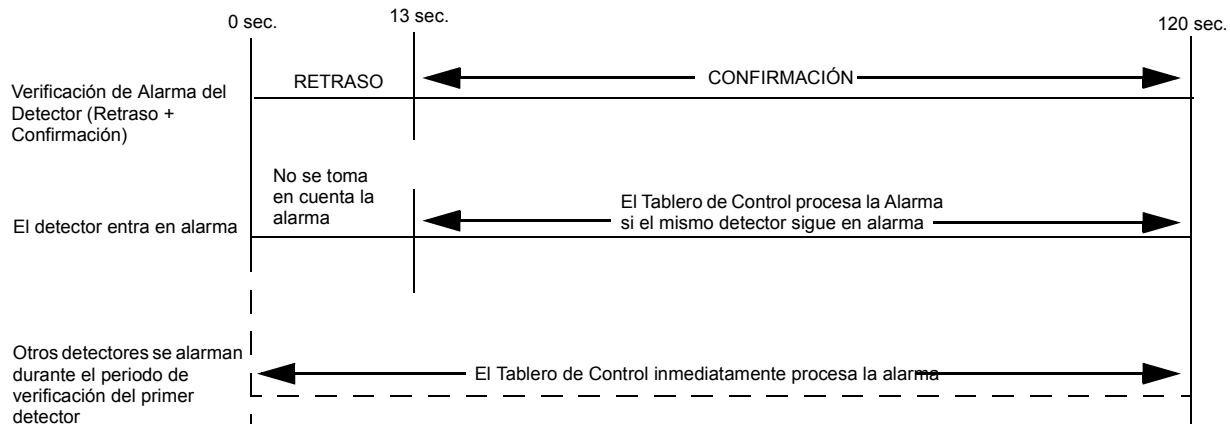 0 sec.
13 sec.
120 sec.
Verificación de Alarma del
Detector (Retraso +
Confirmación)
RETRASO
CONFIRMACIÓN
No se toma
en cuenta la
alarma
El detector entra en alarma
El Tablero de Control procesa la Alarma
si el mismo detector sigue en alarma
Otros detectores se alarman
durante el periodo de
verificación del primer
detector
El Tablero de Control inmediatamente procesa la alarma